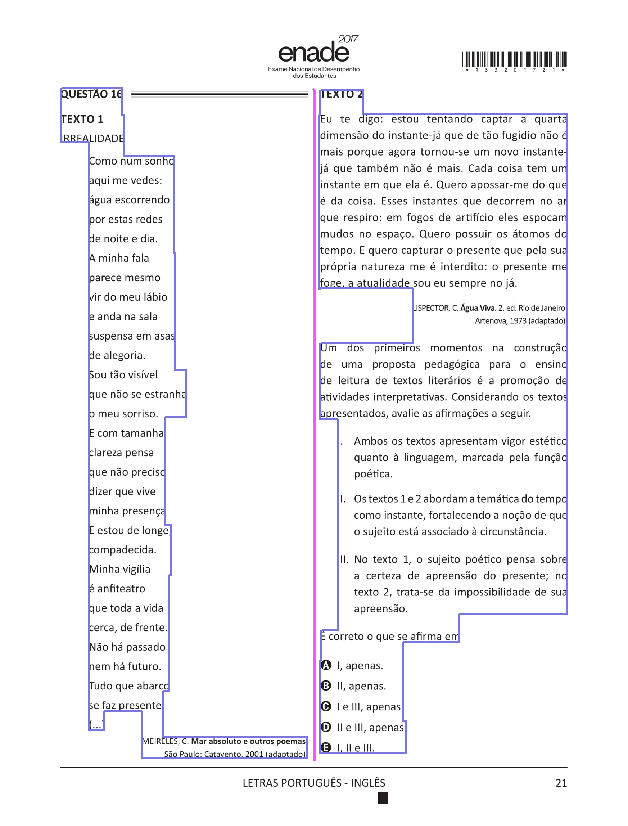 2017
enade
Exame Nacional de Desempenho
dos Estudantes
*R33201721*
QUESTÃO 16
TEXTO 1
IRREALIDADE
Como num sonho
aqui me vedes:
água escorrendo
por estas redes
de noite e dia.
A minha fala
parece mesmo
vir do meu lábio
e anda na sala
suspensa em asas
de alegoria.
Sou tão visível
que não se estranha
o meu sorriso.
E com tamanha
clareza pensa
que não preciso
dizer que vive
minha presença.
E estou de longe,
compadecida.
Minha vigília
é anfiteatro
que toda a vida
cerca, de frente.
Não há passado
nem há futuro.
Tudo que abarco
se faz presente.
(...)
MEIRELES, C. Mar absoluto e outros poemas.
São Paulo: Catavento, 2001 (adaptado).
TEXTO 2
Eu te digo: estou tentando captar a quarta
dimensão do instante-já que de tão fugidio não é
mais porque agora tornou-se um novo instante-
já que também não é mais. Cada coisa tem um
instante em que ela é. Quero apossar-me do que
é da coisa. Esses instantes que decorrem no ar
que respiro: em fogos de artifício eles espocam
mudos no espaço. Quero possuir os átomos do
tempo. E quero capturar o presente que pela sua
própria natureza me é interdito: o presente me
foge, a atualidade sou eu sempre no já.
LISPECTOR, C. Água Viva. 2. ed. Rio de Janeiro:
Artenova, 1973 (adaptado).
Um dos primeiros momentos na construção
de uma proposta pedagógica para o ensino
de leitura de textos literários é a promoção de
atividades interpretativas. Considerando os textos
apresentados, avalie as afirmações a seguir.
I. Ambos os textos apresentam vigor estético
quanto à linguagem, marcada pela função
poética.
II. Os textos 1 e 2 abordam a temática do tempo
como instante, fortalecendo a noção de que
o sujeito está associado à circunstância.
III. No texto 1, o sujeito poético pensa sobre
a certeza de apreensão do presente; no
texto 2, trata-se da impossibilidade de sua
apreensão.
É correto o que se afirma em
A I, apenas.
B II, apenas.
C I e III, apenas.
D II e III, apenas.
E I, II e III.
LETRAS PORTUGUÊS - INGLÊS
21